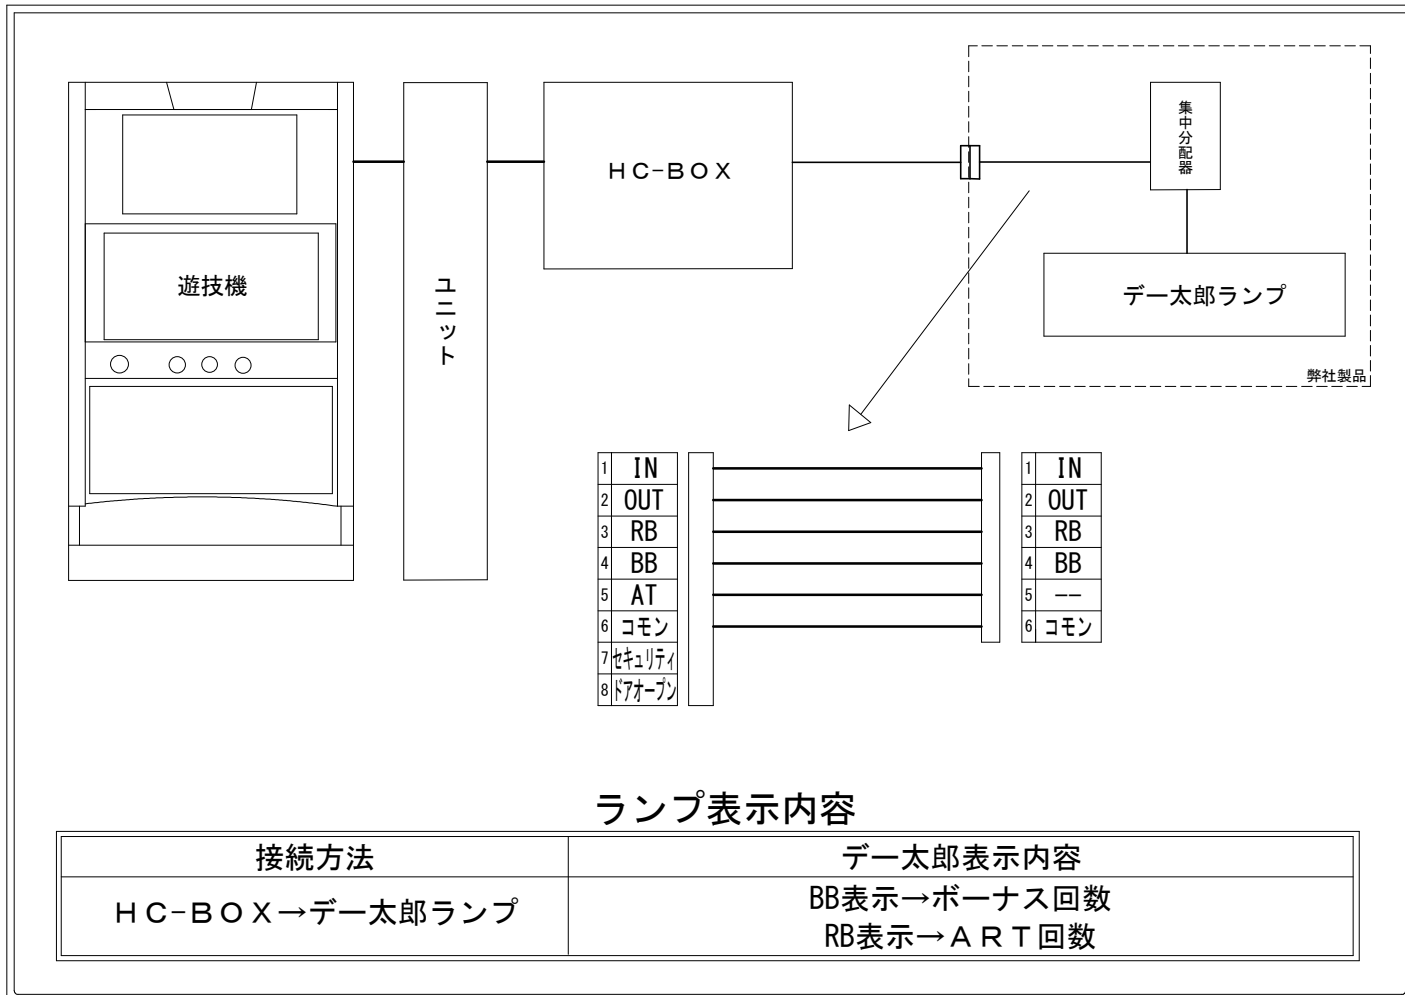 集中分配器
HC-BOX
遊技機
ユニット
デー太郎ランプ
弊社製品
1 IN
2 OUT
3 RB
4 BB
5 AT
6 コモン
7 セキュリティ
8 ドアオープン
1 IN
2 OUT
3 RB
4 BB
5 --
6 コモン
ランプ表示内容
接続方法
デー太郎表示内容
HC-BOX→デー太郎ランプ
BB表示→ボーナス回数
RB表示→ART回数